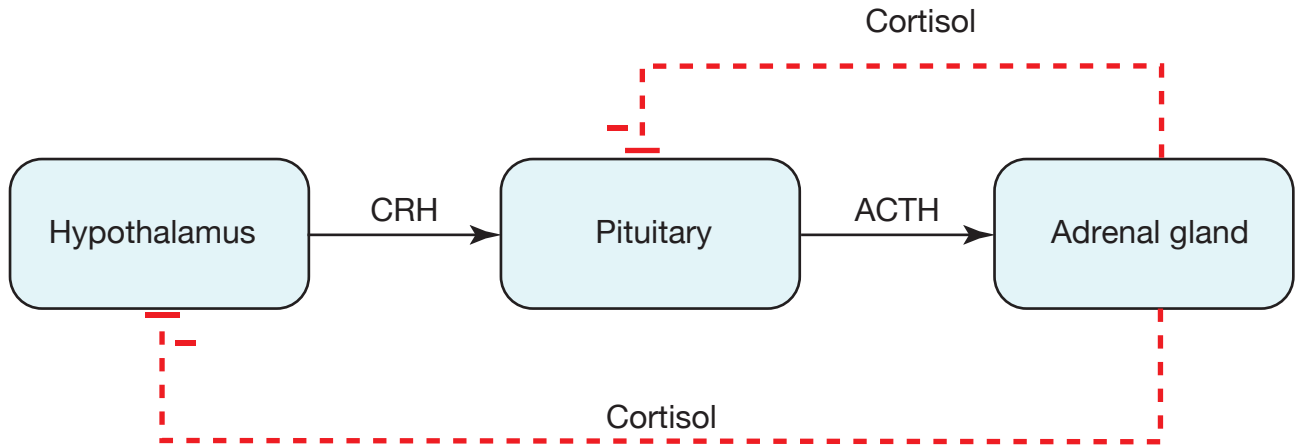 Cortisol
Hypothalamus
CRH
Pituitary
ACTH
Adrenal gland
Cortisol